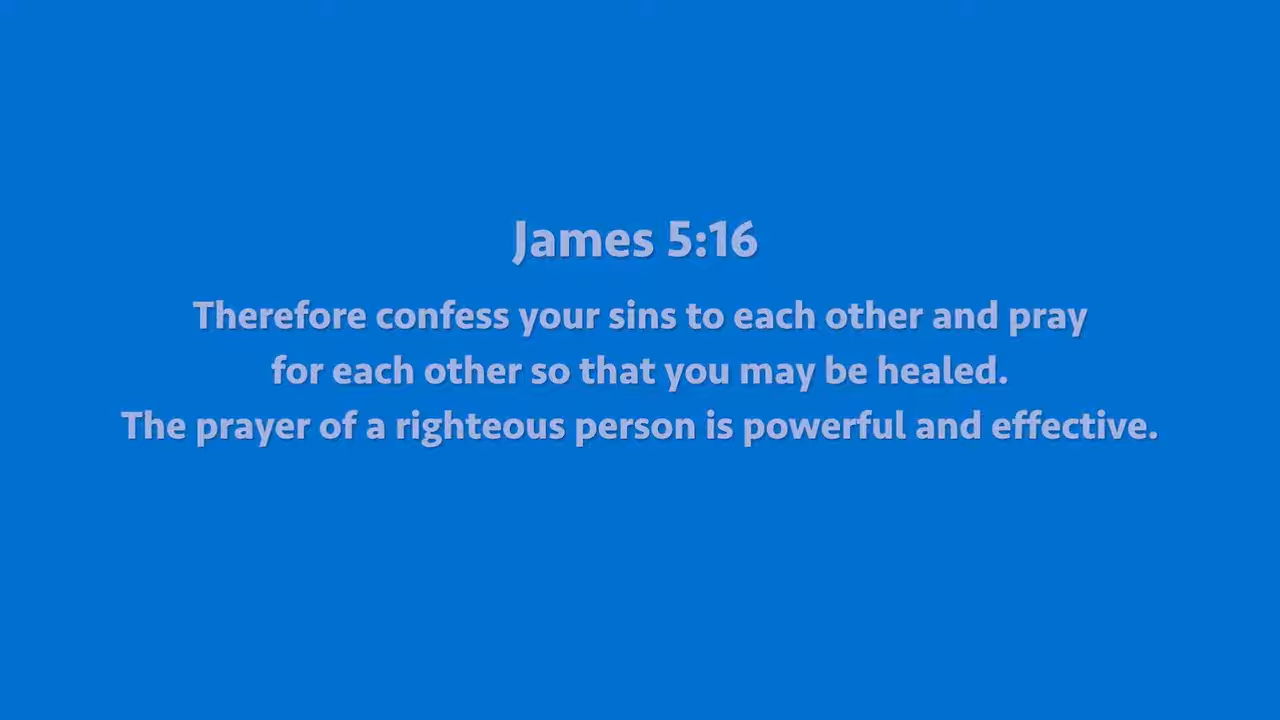 James 5:16
Therefore confess your sins to each other and pray
for each other so that you may be healed.
The prayer of a righteous person is powerful and effective.